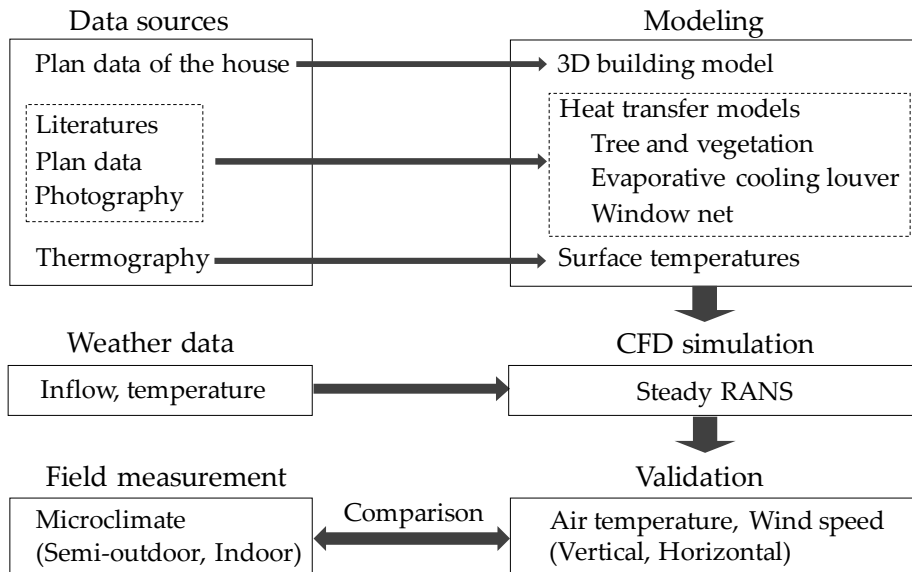 Data sources
Plan data of the house
Literatures
Plan data
Photography
Thermography
Modeling
3D building model
Heat transfer models
Tree and vegetation
Evaporative cooling louver
Window net
Surface temperatures
Weather data
Inflow, temperature
CFD simulation
Steady RANS
Field measurement
Microclimate
(Semi-outdoor, Indoor)
Comparison
Validation
Air temperature, Wind speed
(Vertical, Horizontal)